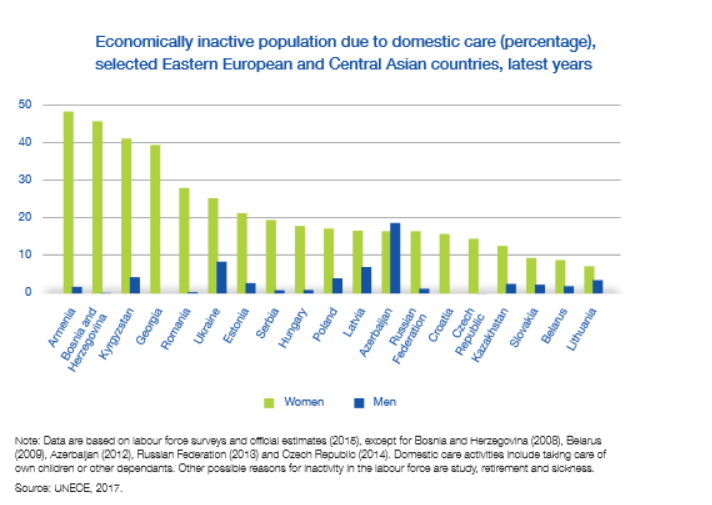 Economically inactive population due to domestic care (percentage),
selected Eastern European and Central Asian countries, latest years
50
40
30
20
10
0
Armenia
Bosnia and
Herzegovina
Kyrgyzstan
Georgia
Romania
Ukraine
Estonia
Serbia
Hungary
Poland
Latvia
Azerbaijan
Russian
Federation
Croatia
Czech
Republic
Kazakhstan
Slovakia
Belarus
Lithuania
Women
Men
Note: Data are based on labour force surveys and official estimates (2015), except for Bosnia and Herzegovina (2008), Belarus
(2009), Azerbaijan (2012), Russian Federation (2013) and Czech Republic (2014). Domestic care activities include taking care of
own children or other dependants. Other possible reasons for inactivity in the labour force are study, retirement and sickness.
Source: UNECE, 2017.